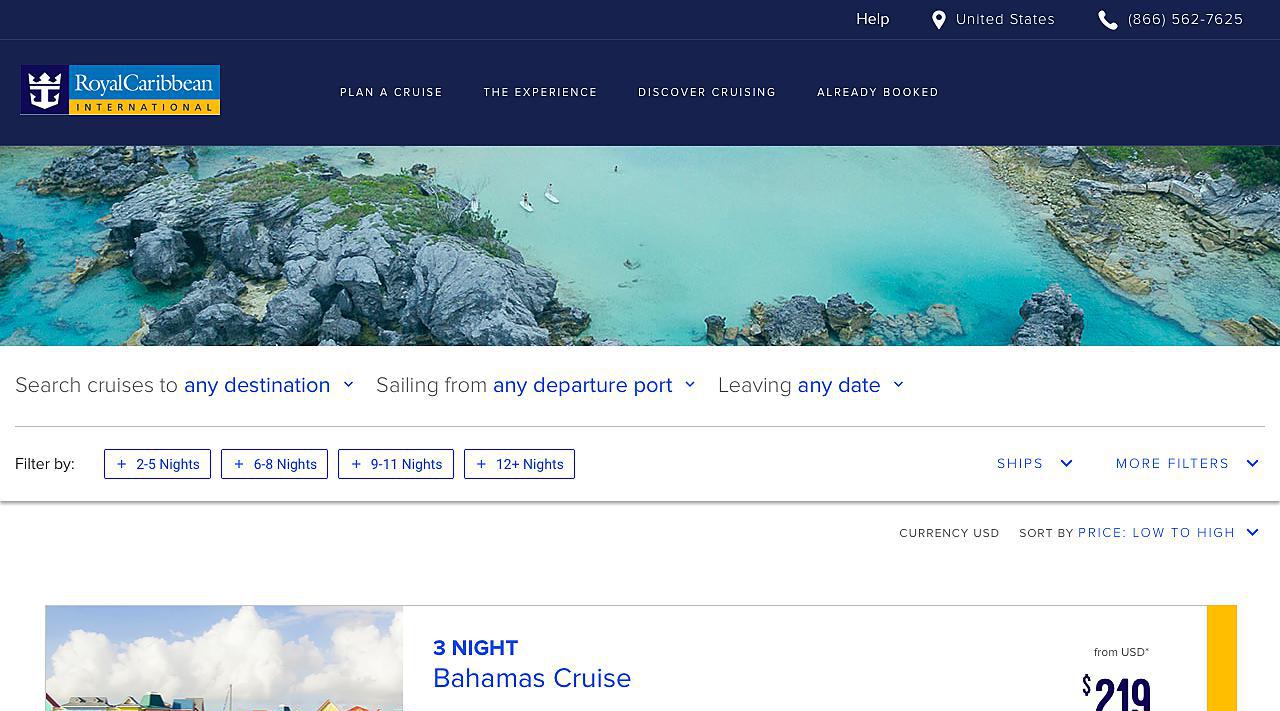 Help United States (866) 562-7625
RoyalCaribbean
INTERNATIONAL
PLAN A CRUISE THE EXPERIENCE DISCOVER CRUISING ALREADY BOOKED
Search cruises to any destination Sailing from any departure port Leaving any date
Filter by: + 2-5 Nights + 6-8 Nights + 9-11 Nights + 12+ Nights SHIPS MORE FILTERS
CURRENCY USD SORT BY PRICE: LOW TO HIGH
3 NIGHT
Bahamas Cruise
from USD*
$219